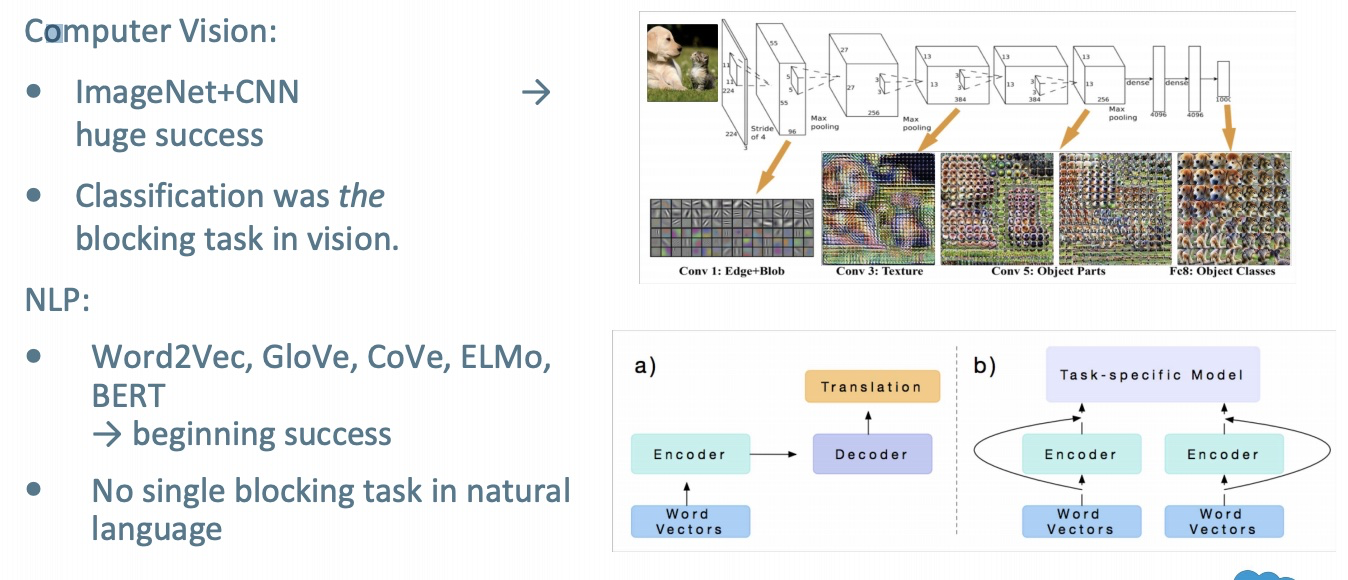 Computer Vision:
• ImageNet+CNN →
huge success
• Classification was the
blocking task in vision.
NLP:
• Word2Vec, GloVe, CoVe, ELMo,
BERT
→ beginning success
• No single blocking task in natural
language
55
27
13
13
13
11
11
5
5
3
3
3
3
3
3
224
55
27
13
13
13
dense
dense
224
Stride
of 4
96
Max
pooling
256
Max
pooling
384
384
256
Max
pooling
4096
4096
3
Conv 1: Edge+Blob
Conv 3: Texture
Conv 5: Object Parts
Fc8: Object Classes
a)
Translation
Encoder
Decoder
Word
Vectors
b)
Task-specific Model
Encoder
Encoder
Word
Vectors
Word
Vectors